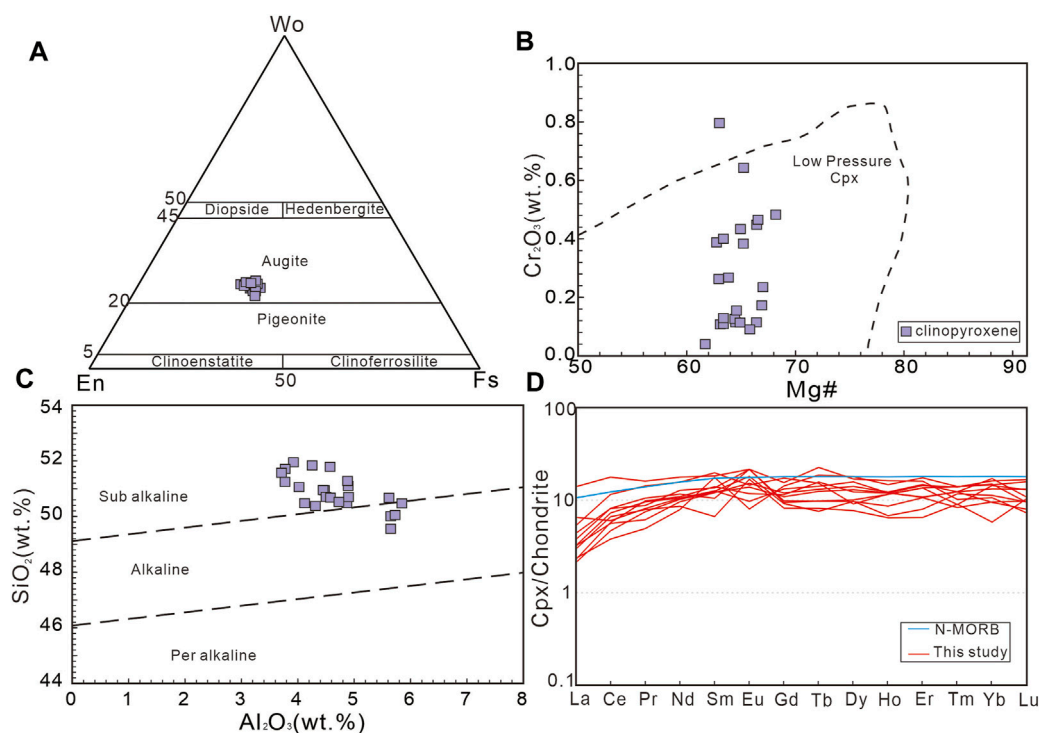 A
Wo
50
45
Diopside
Hedenbergite
Augite
20
Pigeonite
5
Clinoenstatite
Clinoferrosilite
En
50
Fs
B
1.0
0.8
0.6
0.4
0.2
0.0
Cr₂O₃(wt.%)
Low Pressure
Cpx
clinopyroxene
50
60
70
80
90
Mg#
C
54
52
50
48
46
44
SiO₂(wt.%)
Sub alkaline
Alkaline
Per alkaline
0
1
2
3
4
5
6
7
8
Al₂O₃(wt.%)
D
100
10
1
0.1
Cpx/Chondrite
N-MORB
This study
La Ce Pr Nd Sm Eu Gd Tb Dy Ho Er Tm Yb Lu